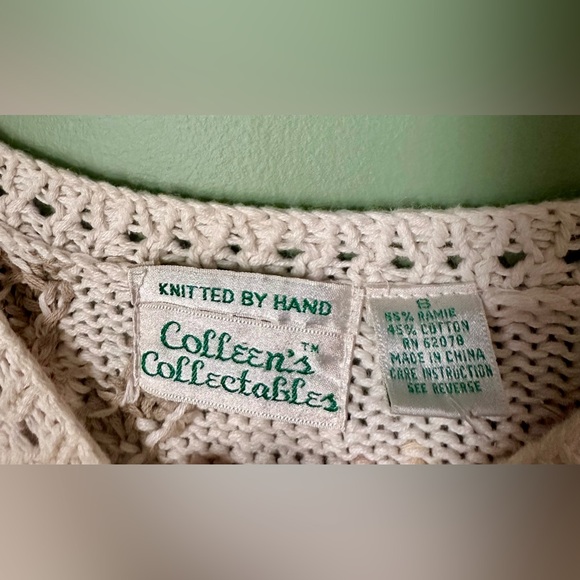 KNITTED BY HAND
Colleen's™
Collectables
S
55% RAMIE
45% COTTON
RN 62078
MADE IN CHINA
CARE INSTRUCTION
SEE REVERSE